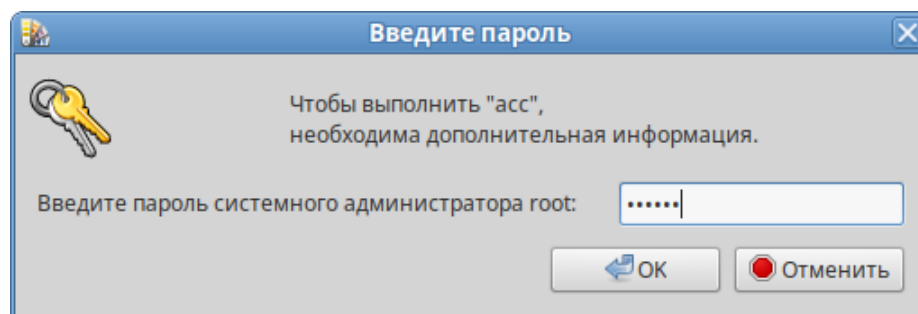 Введите пароль
Чтобы выполнить "acc",
необходима дополнительная информация.
Введите пароль системного администратора root: ••••••
OK
Отменить